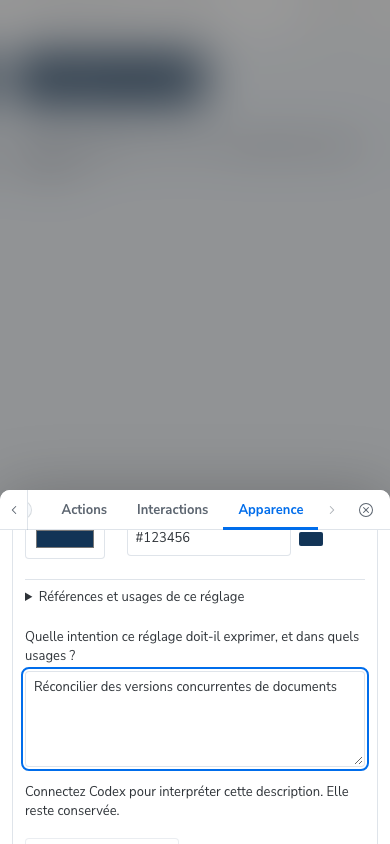 Actions Interactions Apparence
#123456
Références et usages de ce réglage
Quelle intention ce réglage doit-il exprimer, et dans quels
usages ?
Réconcilier des versions concurrentes de documents
Connectez Codex pour interpréter cette description. Elle
reste conservée.